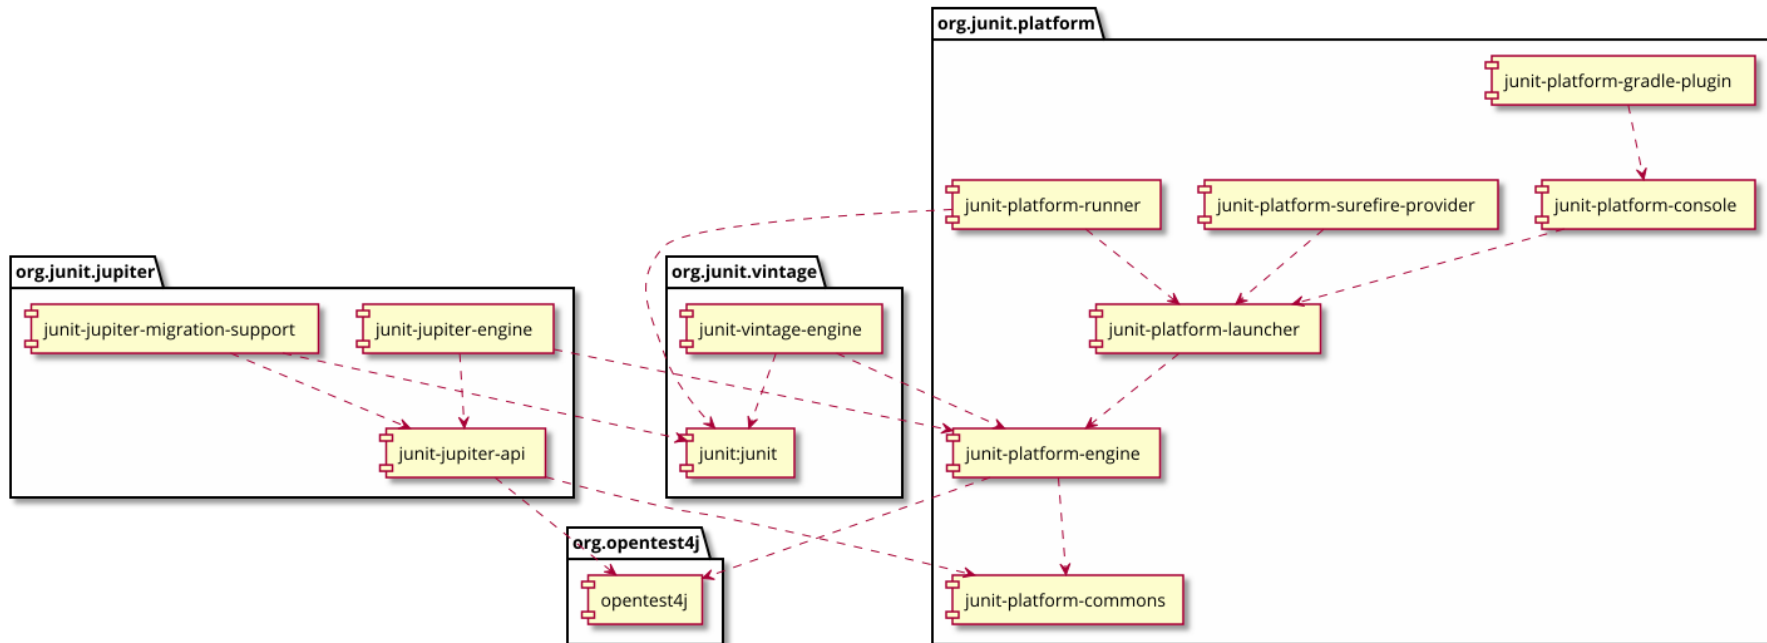 org.junit.platform
junit-platform-gradle-plugin
junit-platform-runner
junit-platform-surefire-provider
junit-platform-console
org.junit.jupiter
org.junit.vintage
junit-jupiter-migration-support
junit-jupiter-engine
junit-vintage-engine
junit-platform-launcher
junit-jupiter-api
junit:junit
junit-platform-engine
org.opentest4j
opentest4j
junit-platform-commons